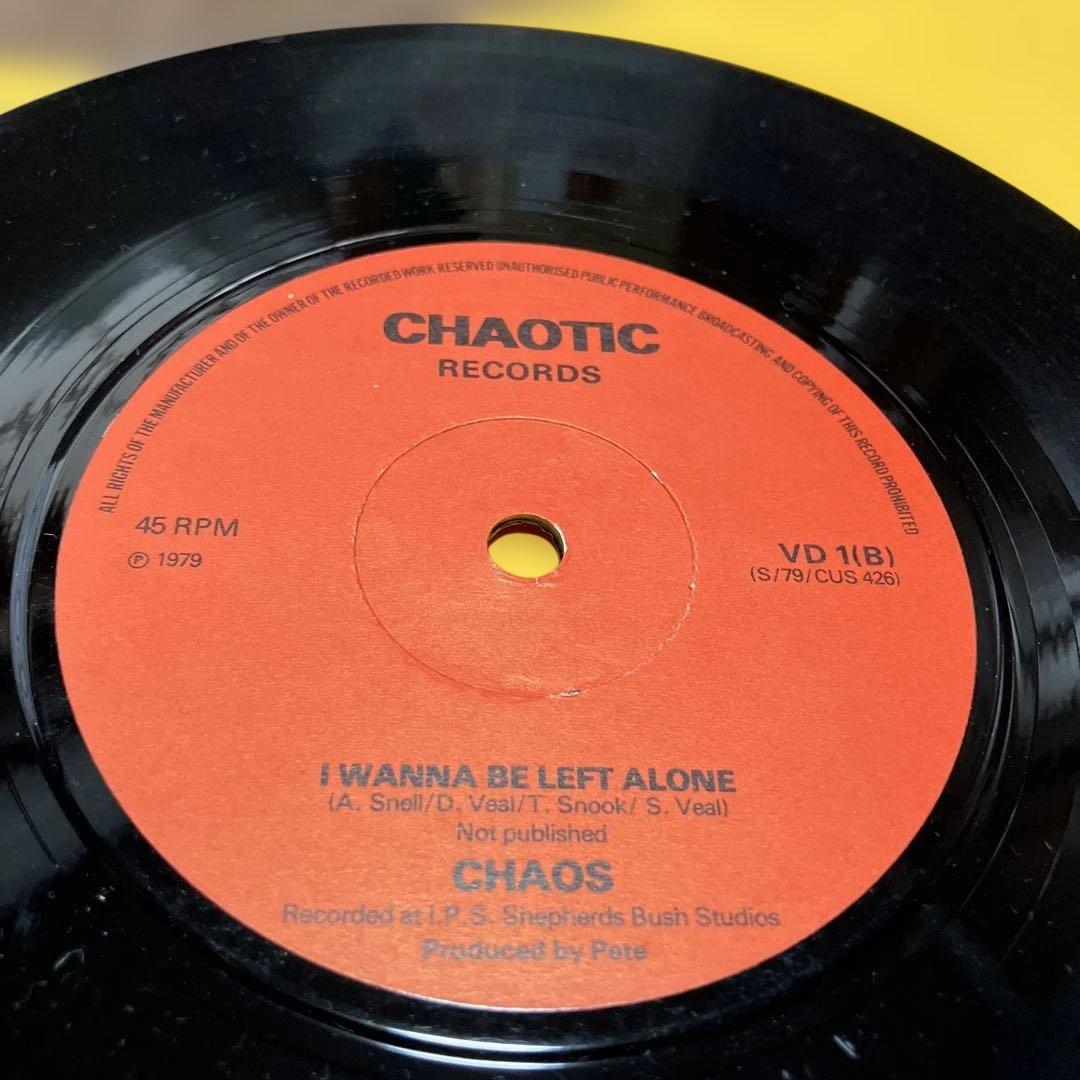 ALL RIGHTS OF THE MANUFACTURER AND OF THE OWNER OF THE RECORDED WORK RESERVED UNAUTHORISED PUBLIC PERFORMANCE BROADCASTING AND COPYING OF THIS RECORD PROHIBITED
CHAOTIC
RECORDS
45 RPM
℗ 1979
VD 1(B)
(S/79/CUS 426)
I WANNA BE LEFT ALONE
(A. Snell/D. Veal/T. Snook/ S. Veal)
Not published
CHAOS
Recorded at I.P.S. Shepherds Bush Studios
Produced by Pete